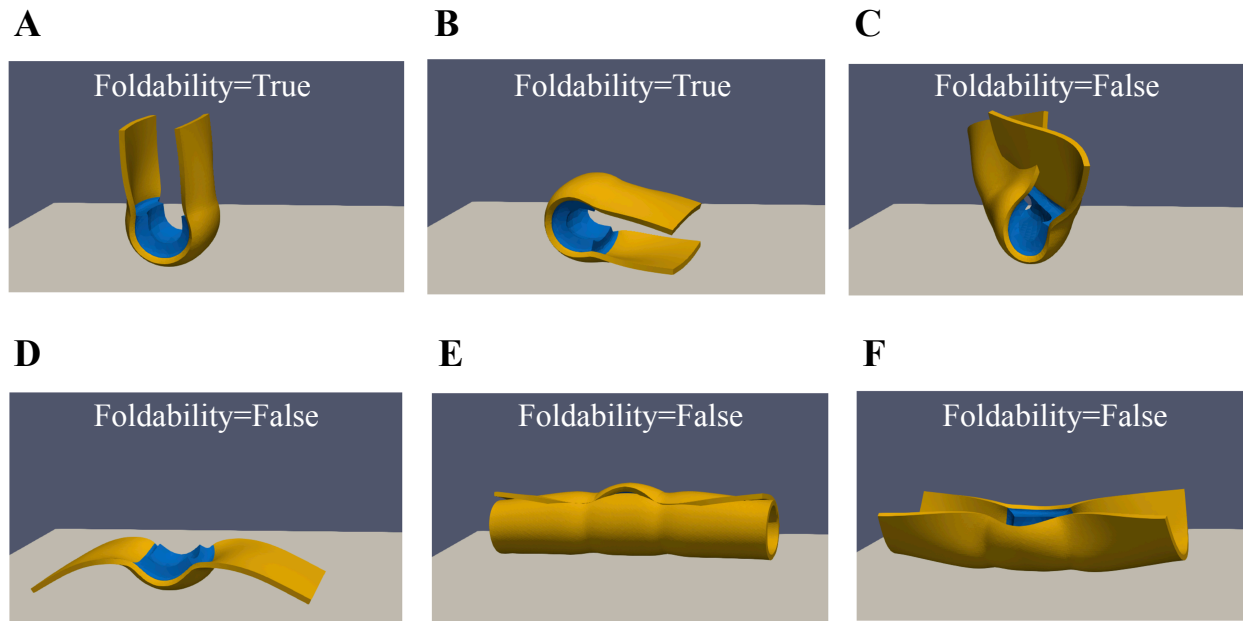 A
Foldability=True
B
Foldability=True
C
Foldability=False
D
Foldability=False
E
Foldability=False
F
Foldability=False